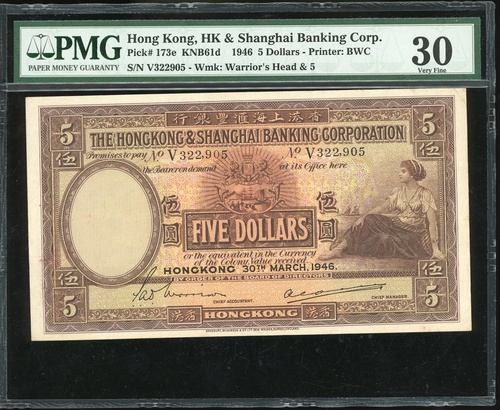 PMG
PAPER MONEY GUARANTY
Hong Kong, HK & Shanghai Banking Corp.
Pick# 173e KNB61d 1946 5 Dollars - Printer: BWC
S/N V322905 - Wmk: Warrior's Head & 5
30
Very Fine
行銀豐滙海上港香
5 5
THE HONGKONG & SHANGHAI BANKING CORPORATION
伍 伍
Promises to pay No V 322,905 No V 322,905
the Bearer on demand at its Office here
伍 伍
圓 圓
FIVE DOLLARS
or the equivalent in the Currency
of the Colony, Value received
HONGKONG 30TH MARCH, 1946.
BY ORDER OF THE BOARD OF DIRECTORS
伍 伍
5 5
CHIEF ACCOUNTANT. CHIEF MANAGER.
港香 HONGKONG 港香